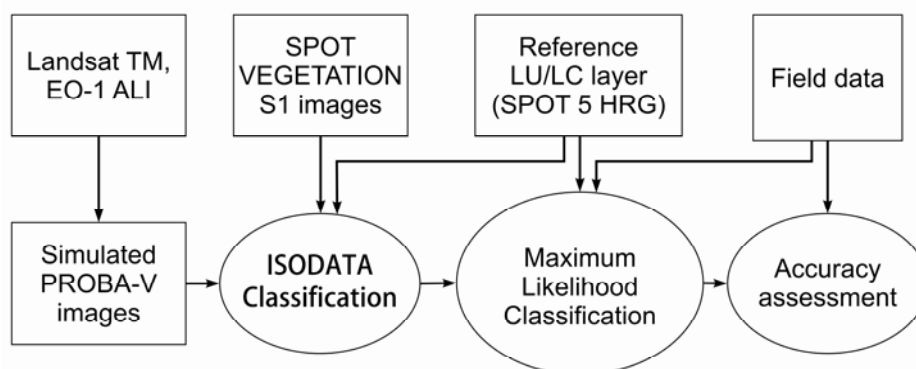 Landsat TM,
EO-1 ALI
SPOT
VEGETATION
S1 images
Reference
LU/LC layer
(SPOT 5 HRG)
Field data
Simulated
PROBA-V
images
ISODATA
Classification
Maximum
Likelihood
Classification
Accuracy
assessment